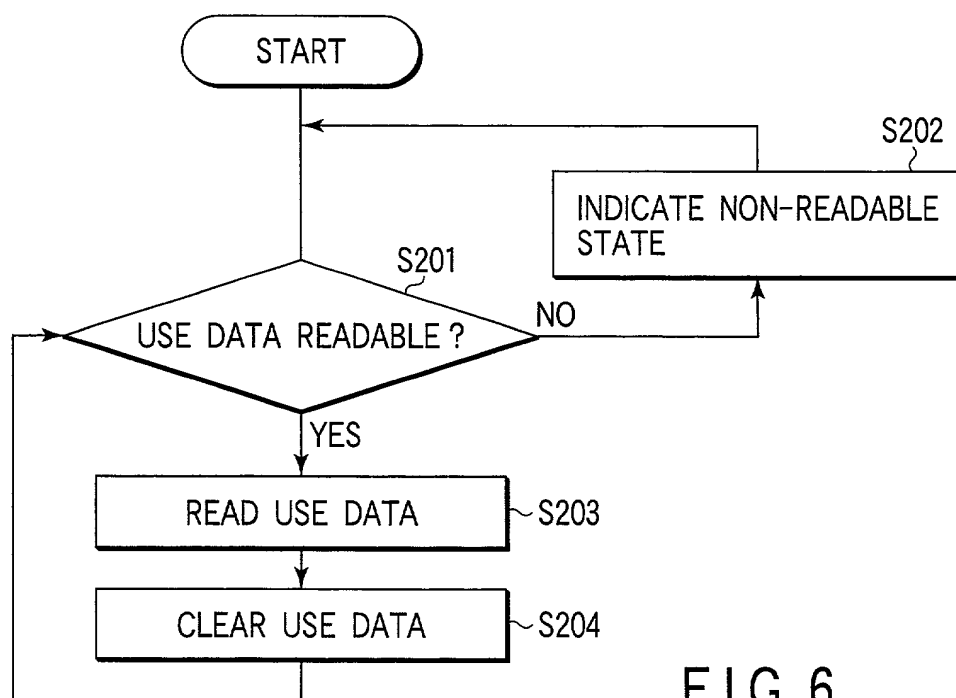 START
S202
INDICATE NON-READABLE
STATE
S201
USE DATA READABLE?
NO
YES
READ USE DATA
S203
CLEAR USE DATA
S204
FIG. 6